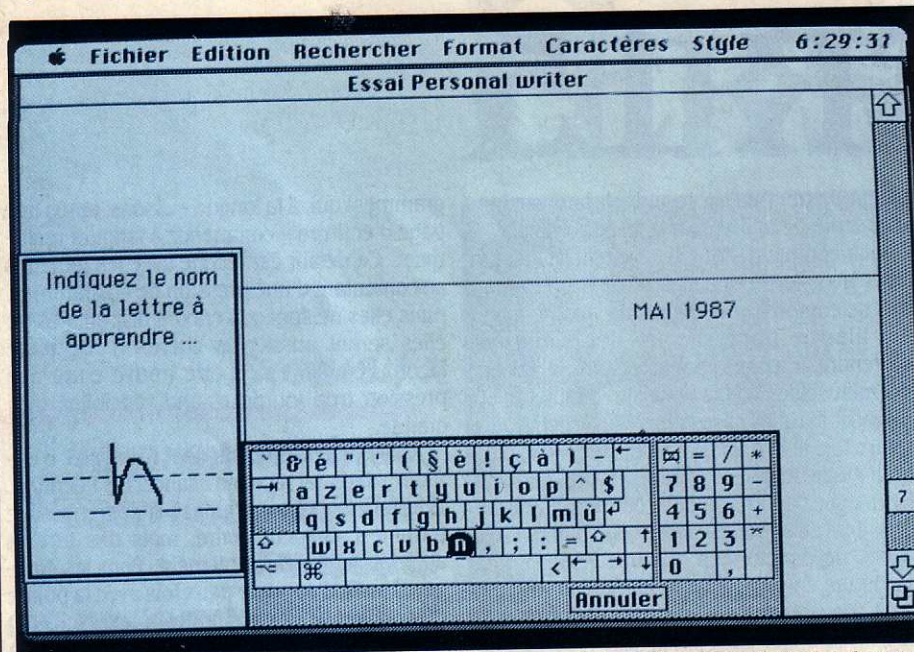 Fichier Edition Rechercher Format Caractères Style 6:29:31
Essai Personal writer
Indiquez le nom
de la lettre à
apprendre ...
MAI 1987
` & é " ' ( § è ! ç à ) - = / *
a z e r t y u i o p ^ $ 7 8 9 -
q s d f g h j k l m ù 4 5 6 +
w x c v b n , ; : = 1 2 3
⌘ < 0 ,
7
Annuler